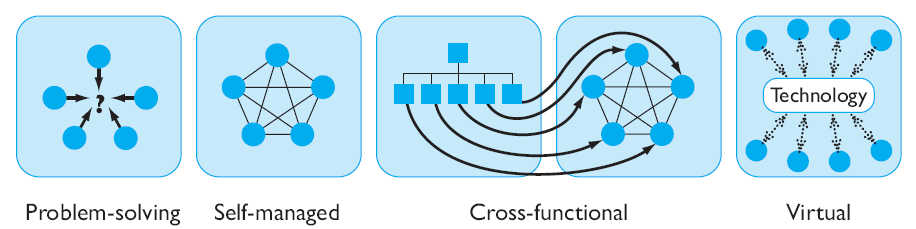 ?
Technology
Problem-solving
Self-managed
Cross-functional
Virtual